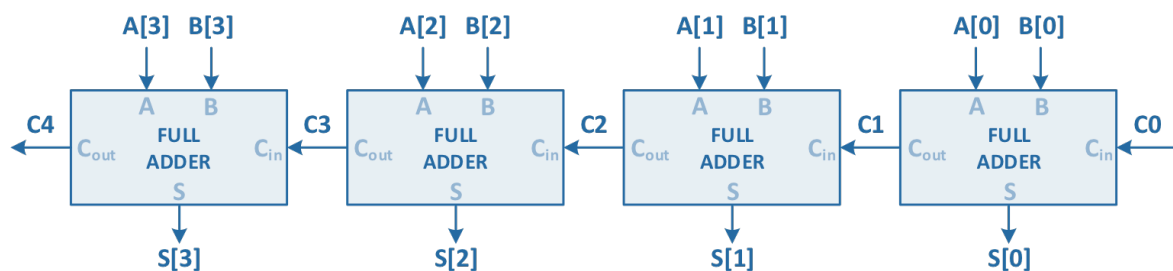 A[3] B[3] A[2] B[2] A[1] B[1] A[0] B[0]
A B A B A B A B
C4 C3 C2 C1 C0
FULL FULL FULL FULL
Cout Cin Cout Cin Cout Cin Cout Cin
ADDER ADDER ADDER ADDER
S S S S
S[3] S[2] S[1] S[0]